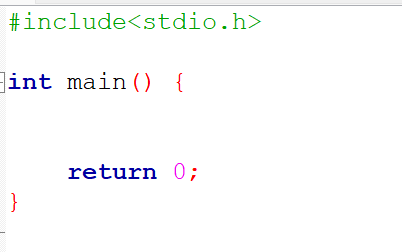 #include<stdio.h>
int main() {
return 0;
}